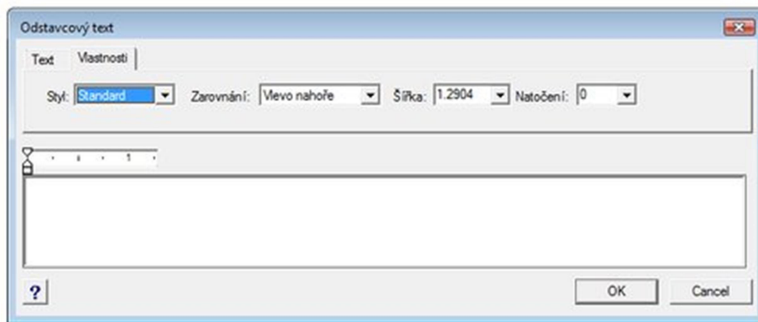 Odstavcový text
Text Vlastnosti
Styl: Standard Zarovnání: Vlevo nahoře Šířka: 1.2904 Natočení: 0
1
?
OK Cancel